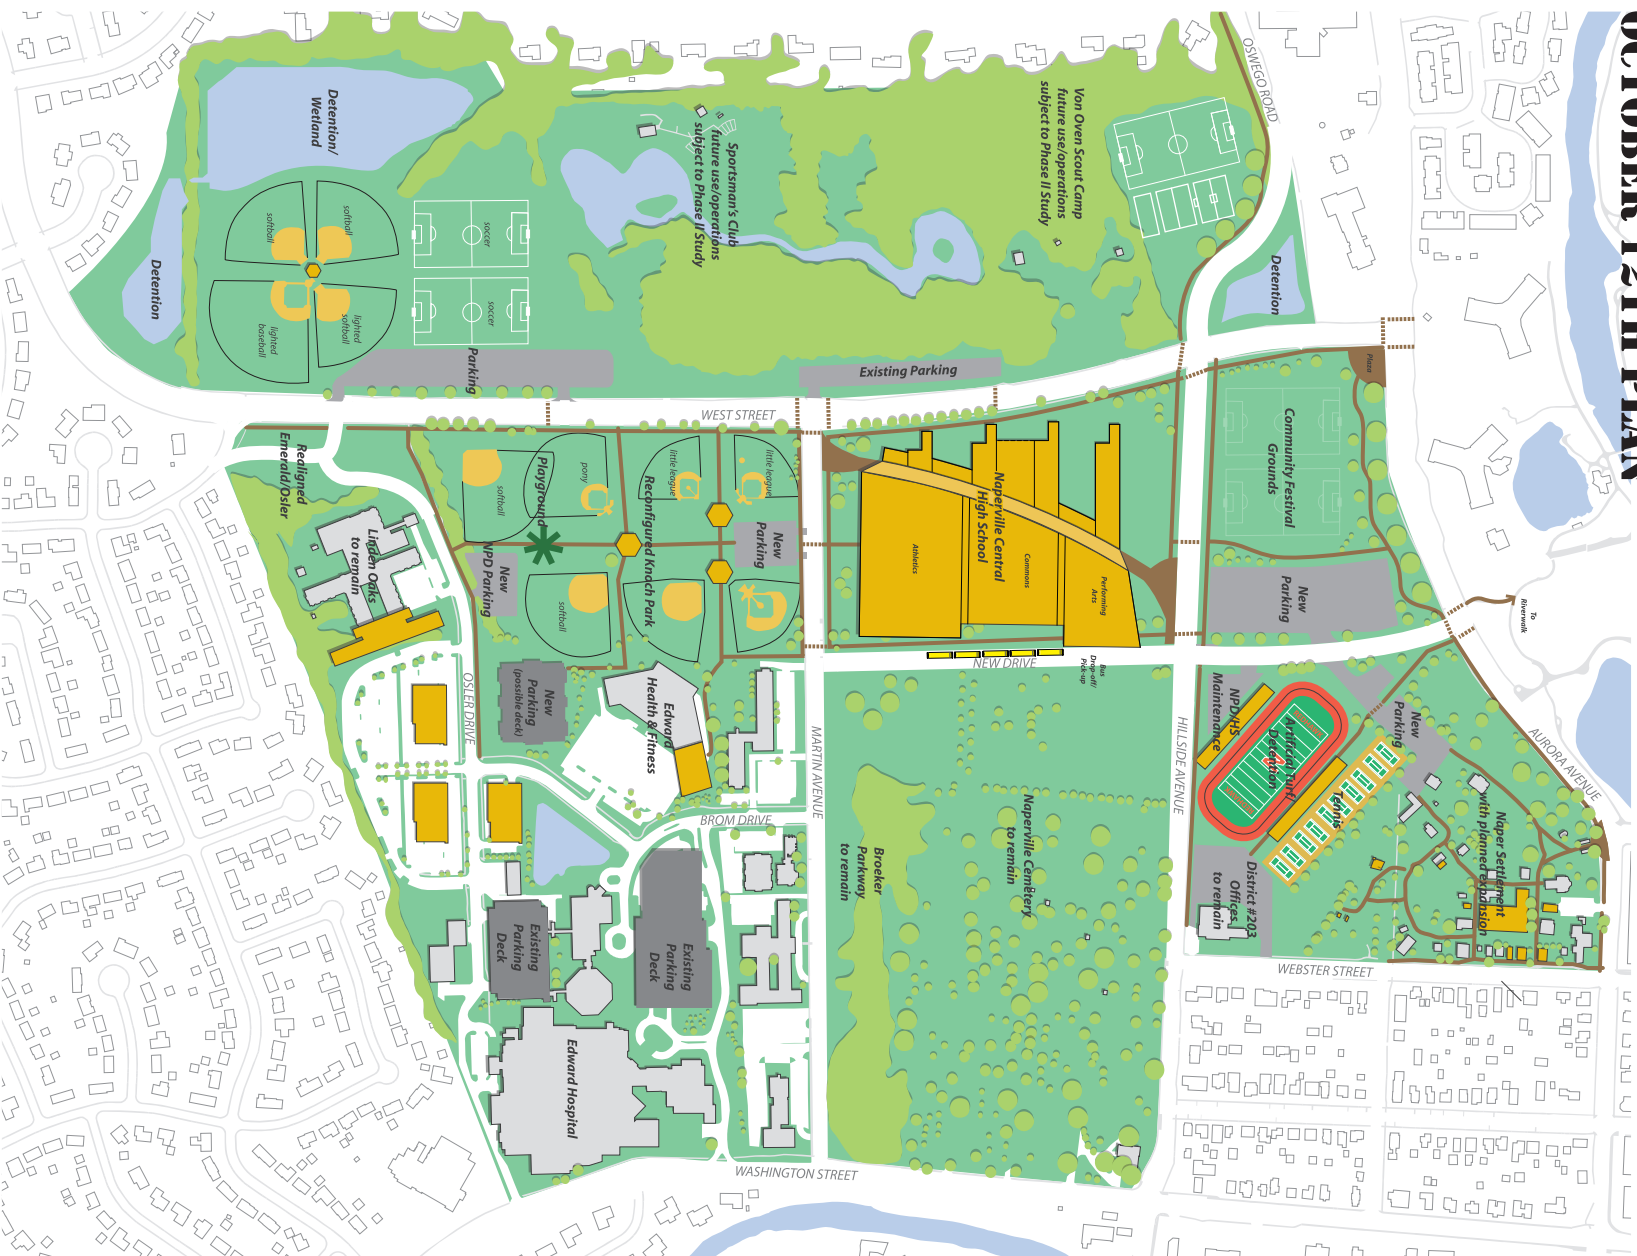 OCTOBER 12TH PLAN
OSWEGO ROAD
Detention/
Wetland
Detention
softball
softball
lighted
softball
lighted
baseball
soccer
soccer
Parking
Sportsman's Club
future use/operations
subject to Phase II Study
Von Oven Scout Camp
future use/operations
subject to Phase II Study
Detention
Existing Parking
WEST STREET
Plaza
Community Festival
Grounds
New
Parking
To
Riverwalk
Realigned
Emerald/Osler
Linden Oaks
to remain
softball
Playground
pony
little league
little league
Reconfigured Knoch Park
New
Parking
New
NPD Parking
softball
Naperville Central
High School
Athletics
Commons
Performing
Arts
NEW DRIVE
Bus
Drop-off/
Pick-up
OSLER DRIVE
New
Parking
(possible deck)
Edward
Health & Fitness
MARTIN AVENUE
BROM DRIVE
HILLSIDE AVENUE
NPD/HS
Maintenance
Artificial Turf/
Detention
New
Parking
Tennis
AURORA AVENUE
Naper Settlement
with planned expansion
District #203
Offices
to remain
WEBSTER STREET
Broeker
Parkway
to remain
Naperville Cemetery
to remain
Existing
Parking
Deck
Existing
Parking
Deck
Edward Hospital
WASHINGTON STREET